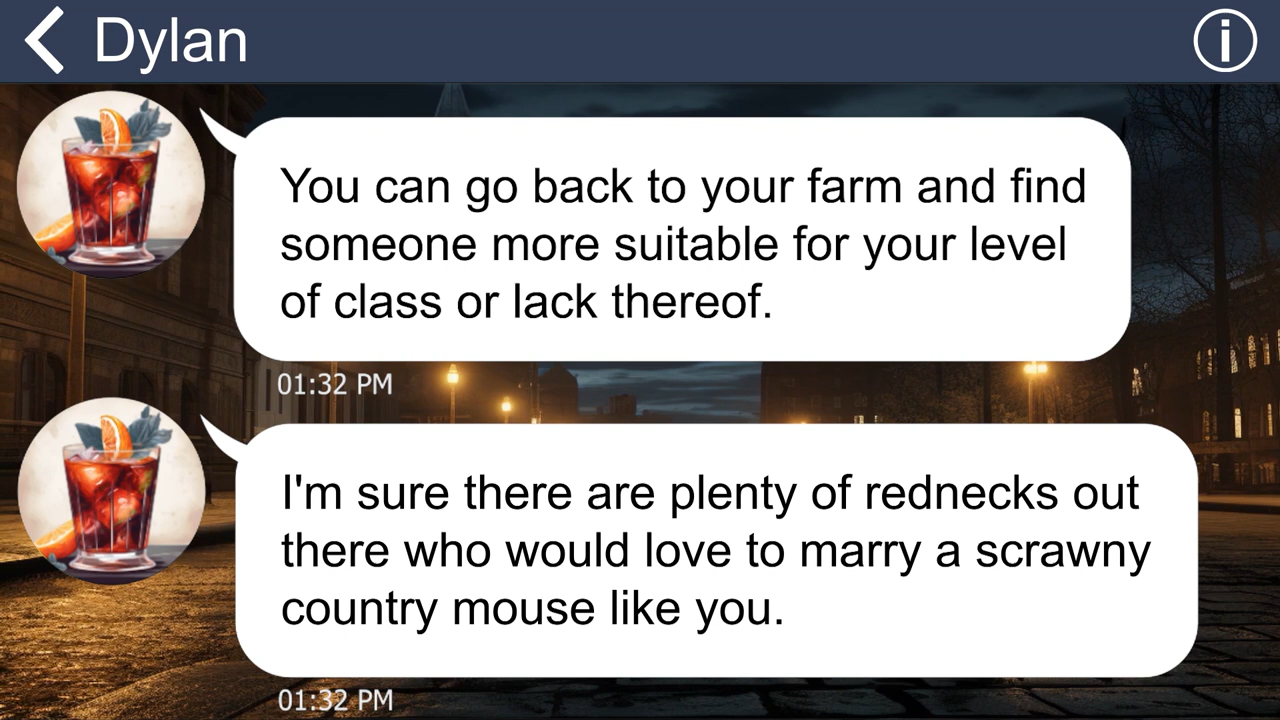 Dylan
You can go back to your farm and find
someone more suitable for your level
of class or lack thereof.
01:32 PM
I'm sure there are plenty of rednecks out
there who would love to marry a scrawny
country mouse like you.
01:32 PM